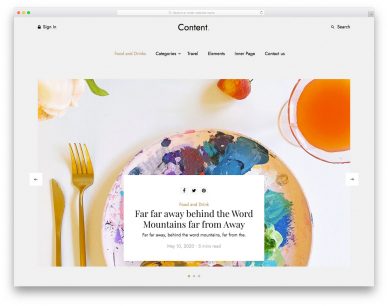 Sign In
Content.
Search
Food and Drinks
Categories
Travel
Elements
Inner Page
Contact us
Food and Drink
Far far away behind the Word
Mountains far from Away
Far far away, behind the word mountains, far from the.
May 10, 2020 · 5 mins read